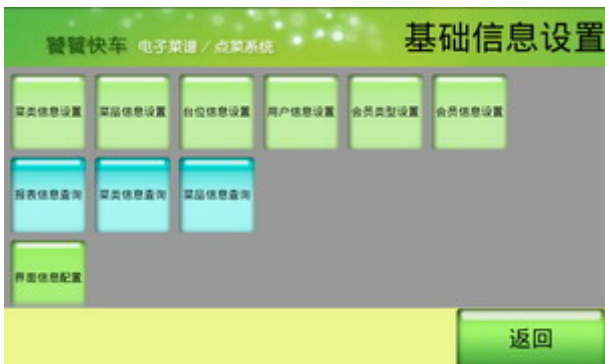 饕饕快车 电子菜谱／点菜系统 基础信息设置
菜类信息设置 菜品信息设置 台位信息设置 用户信息设置 会员类型设置 会员信息设置
报表信息查询 菜类信息查询 菜品信息查询
界面信息配置
返回